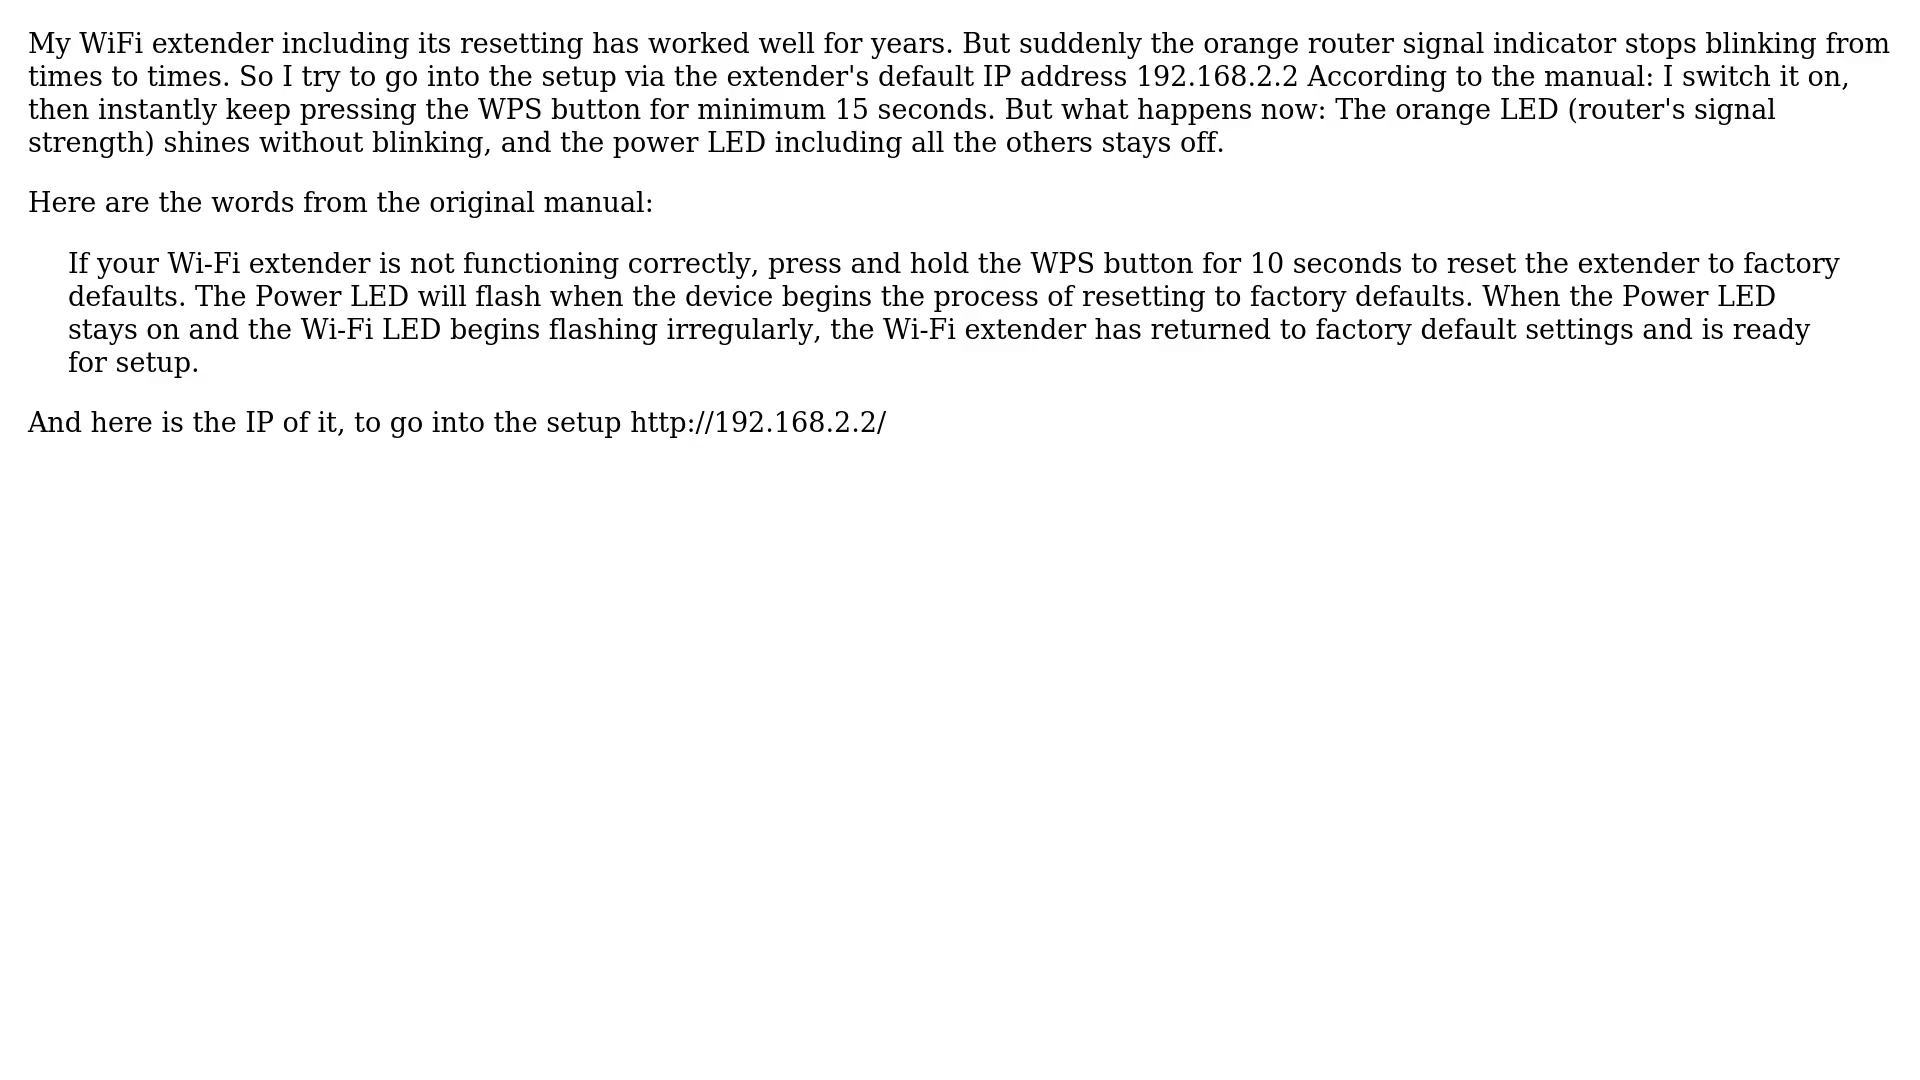 My WiFi extender including its resetting has worked well for years. But suddenly the orange router signal indicator stops blinking from
times to times. So I try to go into the setup via the extender's default IP address 192.168.2.2 According to the manual: I switch it on,
then instantly keep pressing the WPS button for minimum 15 seconds. But what happens now: The orange LED (router's signal
strength) shines without blinking, and the power LED including all the others stays off.
Here are the words from the original manual:
If your Wi-Fi extender is not functioning correctly, press and hold the WPS button for 10 seconds to reset the extender to factory
defaults. The Power LED will flash when the device begins the process of resetting to factory defaults. When the Power LED
stays on and the Wi-Fi LED begins flashing irregularly, the Wi-Fi extender has returned to factory default settings and is ready
for setup.
And here is the IP of it, to go into the setup http://192.168.2.2/